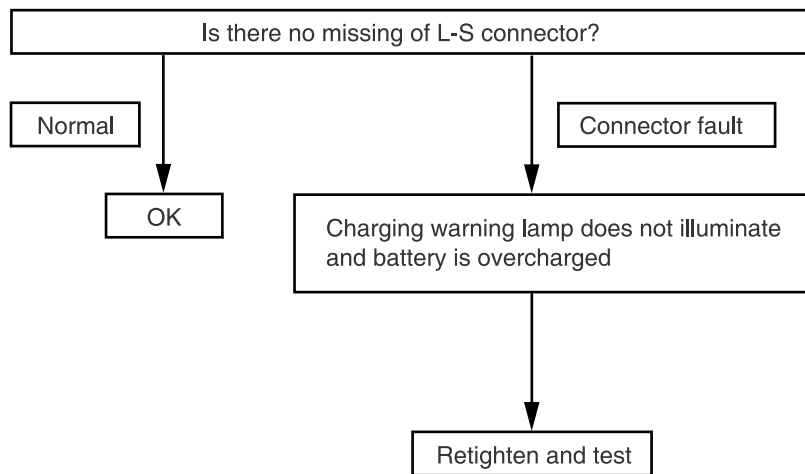 Is there no missing of L-S connector?
Normal
Connector fault
OK
Charging warning lamp does not illuminate
and battery is overcharged
Retighten and test